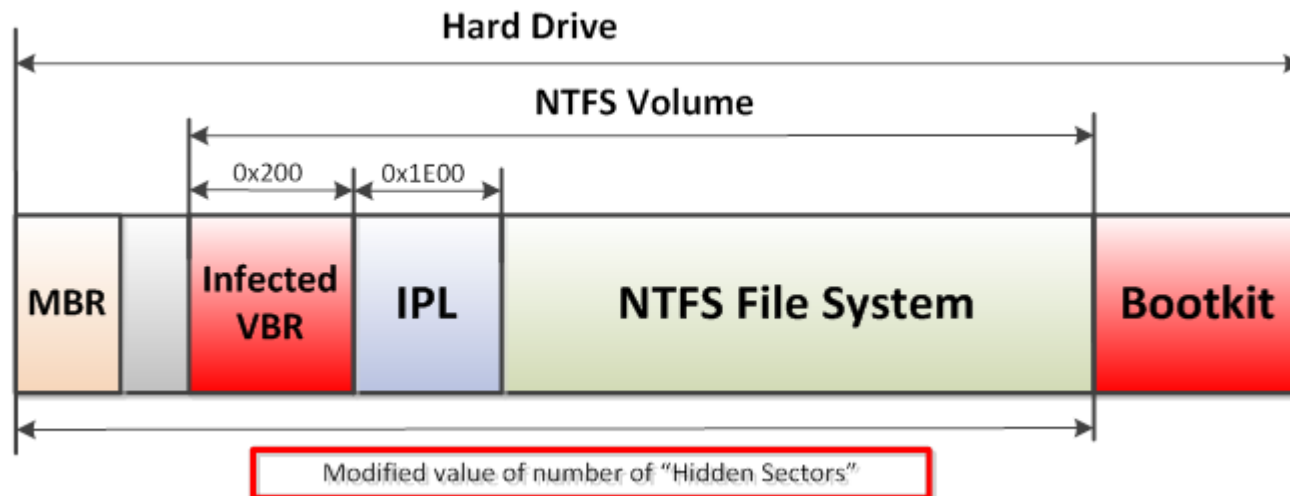 Hard Drive
NTFS Volume
0x200
0x1E00
MBR
Infected
VBR
IPL
NTFS File System
Bootkit
Modified value of number of “Hidden Sectors”